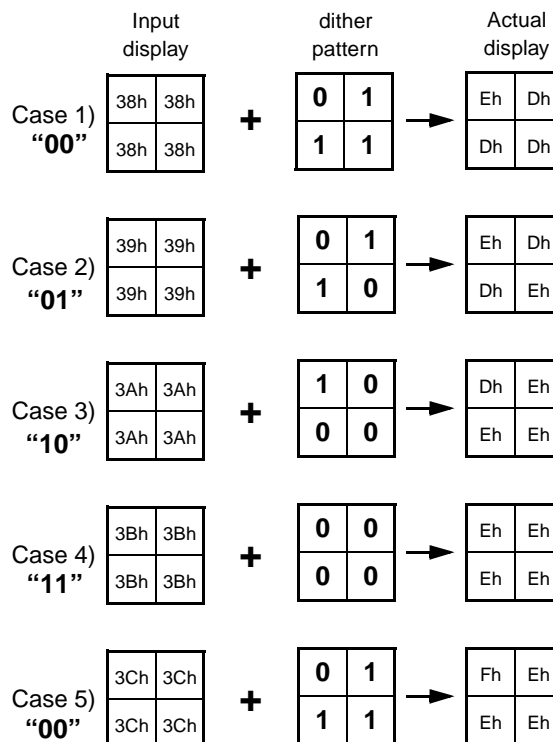 Input display dither pattern Actual display
Case 1) "00"
38h 38h + 0 1 Eh Dh
38h 38h 1 1 Dh Dh
Case 2) "01"
39h 39h + 0 1 Eh Dh
39h 39h 1 0 Dh Eh
Case 3) "10"
3Ah 3Ah + 1 0 Dh Eh
3Ah 3Ah 0 0 Eh Eh
Case 4) "11"
3Bh 3Bh + 0 0 Eh Eh
3Bh 3Bh 0 0 Eh Eh
Case 5) "00"
3Ch 3Ch + 0 1 Fh Eh
3Ch 3Ch 1 1 Eh Eh